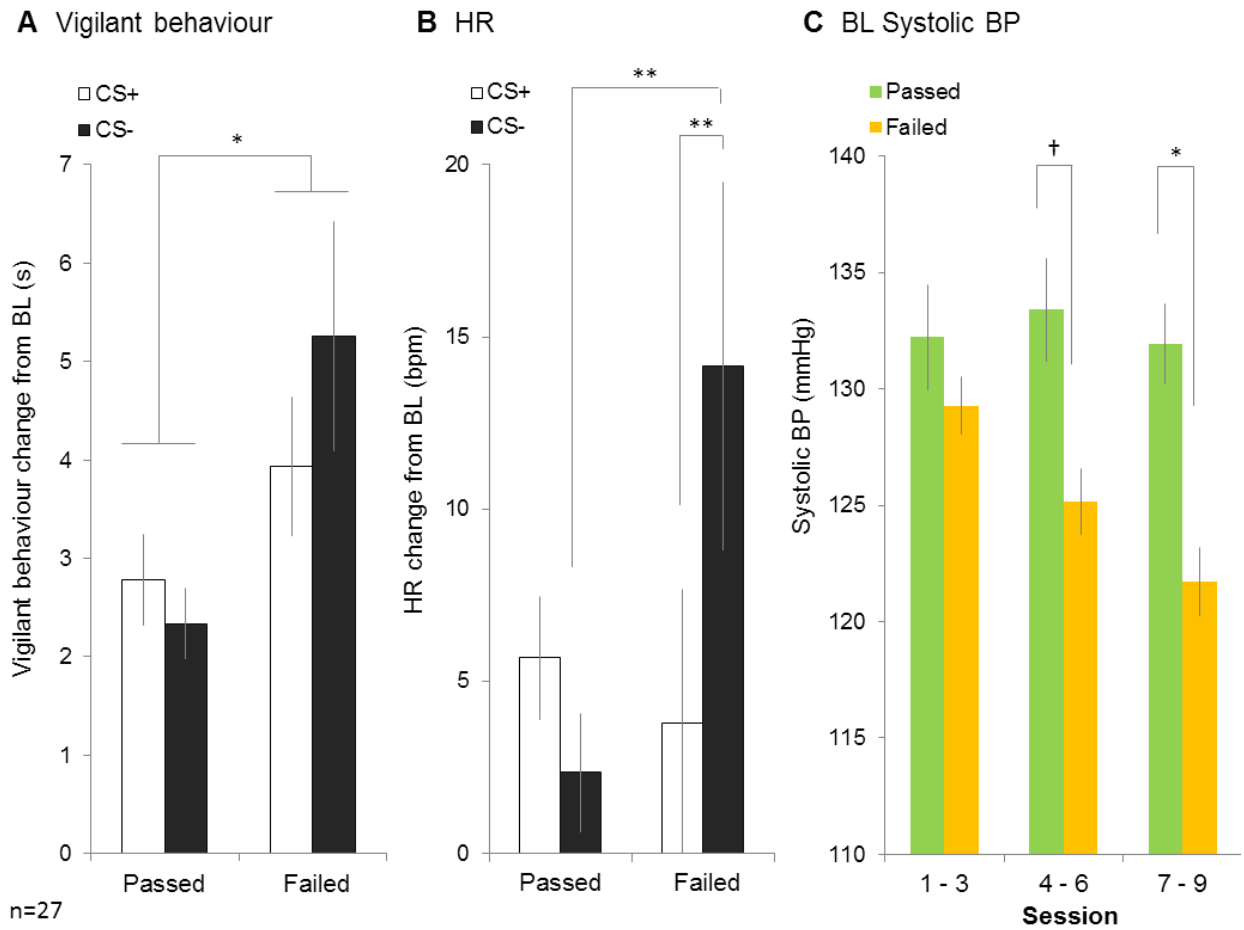 A Vigilant behaviour
CS+
CS-
*
Vigilant behaviour change from BL (s)
7
6
5
4
3
2
1
0
Passed
Failed
n=27
B HR
CS+
CS-
**
**
HR change from BL (bpm)
20
15
10
5
0
Passed
Failed
C BL Systolic BP
Passed
Failed
†
*
Systolic BP (mmHg)
140
135
130
125
120
115
110
1 - 3
4 - 6
7 - 9
Session